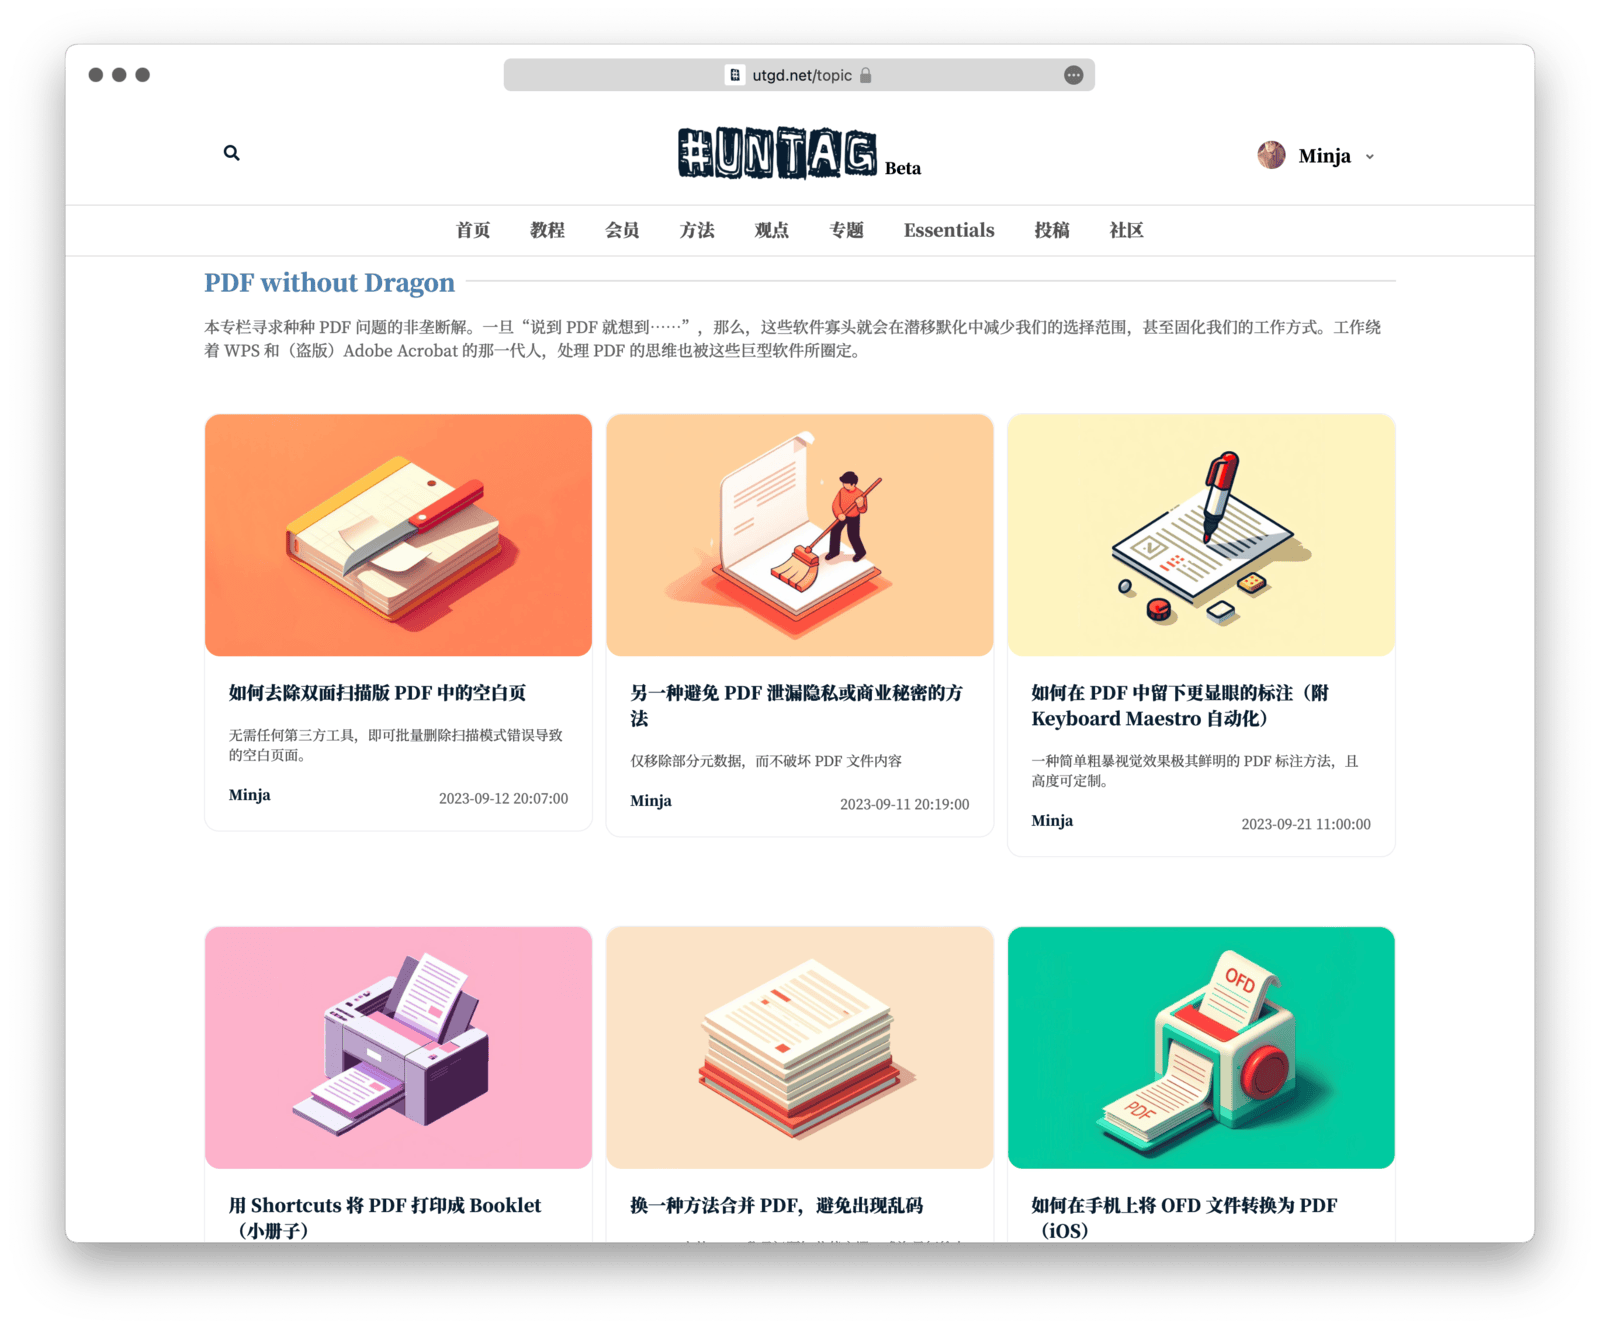 utgd.net/topic
#UNTAG Beta
Minja
首页 教程 会员 方法 观点 专题 Essentials 投稿 社区
PDF without Dragon
本专栏寻求种种 PDF 问题的非垄断解。一旦“说到 PDF 就想到……”，那么，这些软件寡头就会在潜移默化中减少我们的选择范围，甚至固化我们的工作方式。工作绕
着 WPS 和（盗版）Adobe Acrobat 的那一代人，处理 PDF 的思维也被这些巨型软件所圈定。
如何去除双面扫描版 PDF 中的空白页
无需任何第三方工具，即可批量删除扫描模式错误导致
的空白页面。
Minja
2023-09-12 20:07:00
另一种避免 PDF 泄漏隐私或商业秘密的方
法
仅移除部分元数据，而不破坏 PDF 文件内容
Minja
2023-09-11 20:19:00
如何在 PDF 中留下更显眼的标注（附
Keyboard Maestro 自动化）
一种简单粗暴视觉效果极其鲜明的 PDF 标注方法，且
高度可定制。
Minja
2023-09-21 11:00:00
用 Shortcuts 将 PDF 打印成 Booklet
（小册子）
换一种方法合并 PDF，避免出现乱码
OFD
PDF
如何在手机上将 OFD 文件转换为 PDF
（iOS）